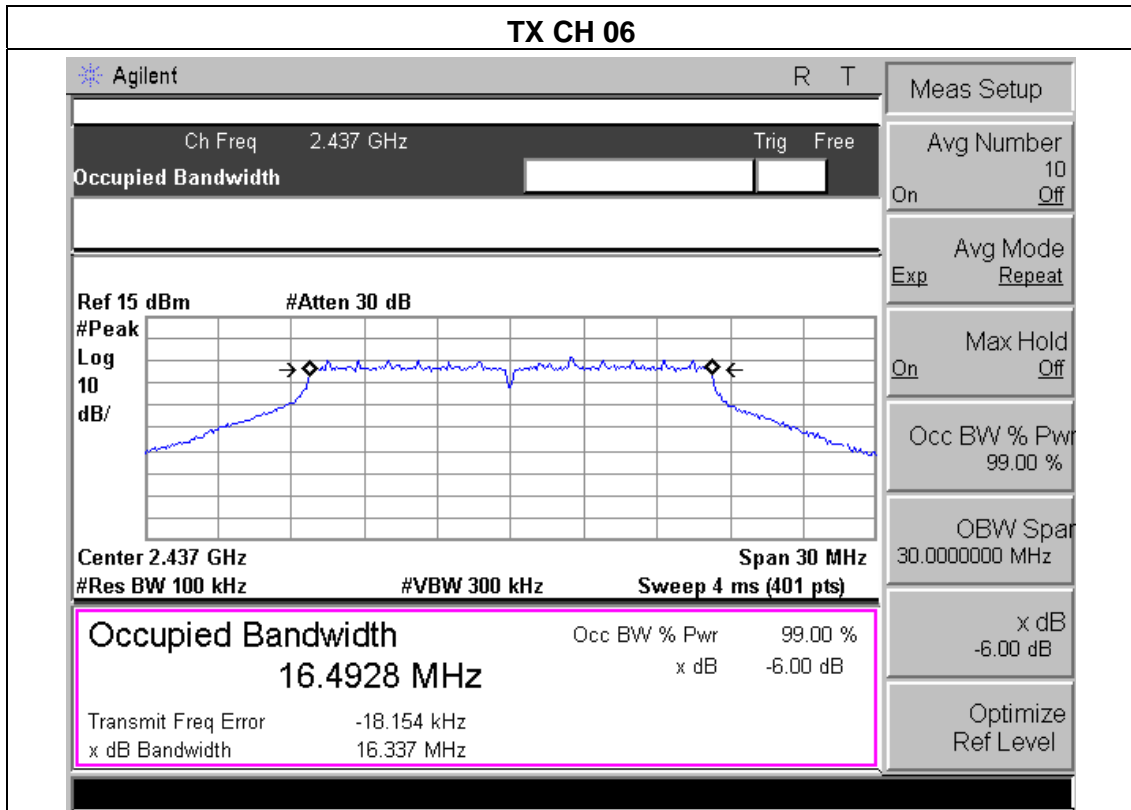 TX CH 06
Agilent R T
Ch Freq 2.437 GHz Trig Free
Occupied Bandwidth
Ref 15 dBm #Atten 30 dB
#Peak
Log
10
dB/
Center 2.437 GHz Span 30 MHz
#Res BW 100 kHz #VBW 300 kHz Sweep 4 ms (401 pts)
Occupied Bandwidth
16.4928 MHz
Occ BW % Pwr 99.00 %
x dB -6.00 dB
Transmit Freq Error -18.154 kHz
x dB Bandwidth 16.337 MHz
Meas Setup
Avg Number
10
On Off
Avg Mode
Exp Repeat
Max Hold
On Off
Occ BW % Pwr
99.00 %
OBW Span
30.0000000 MHz
x dB
-6.00 dB
Optimize
Ref Level